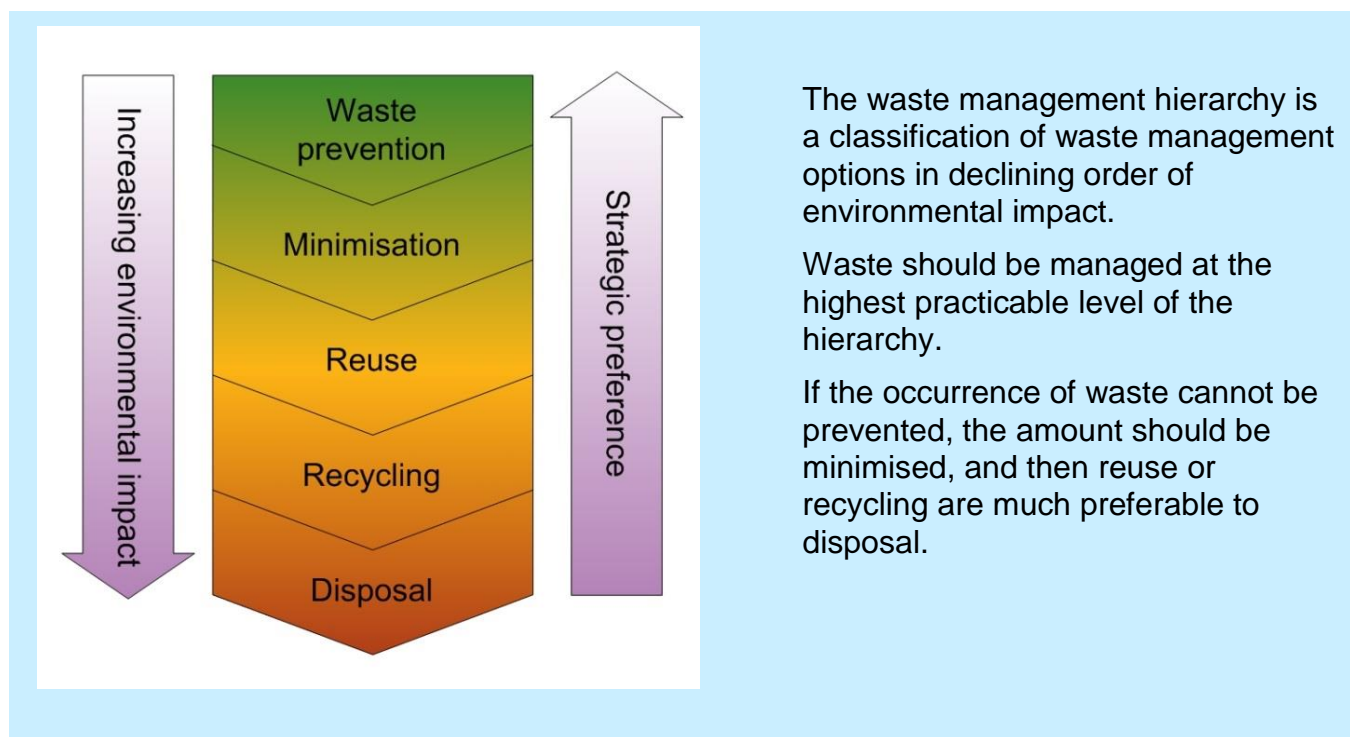 Increasing environmental impact
Waste
prevention
Minimisation
Reuse
Recycling
Disposal
Strategic preference
The waste management hierarchy is
a classification of waste management
options in declining order of
environmental impact.
Waste should be managed at the
highest practicable level of the
hierarchy.
If the occurrence of waste cannot be
prevented, the amount should be
minimised, and then reuse or
recycling are much preferable to
disposal.